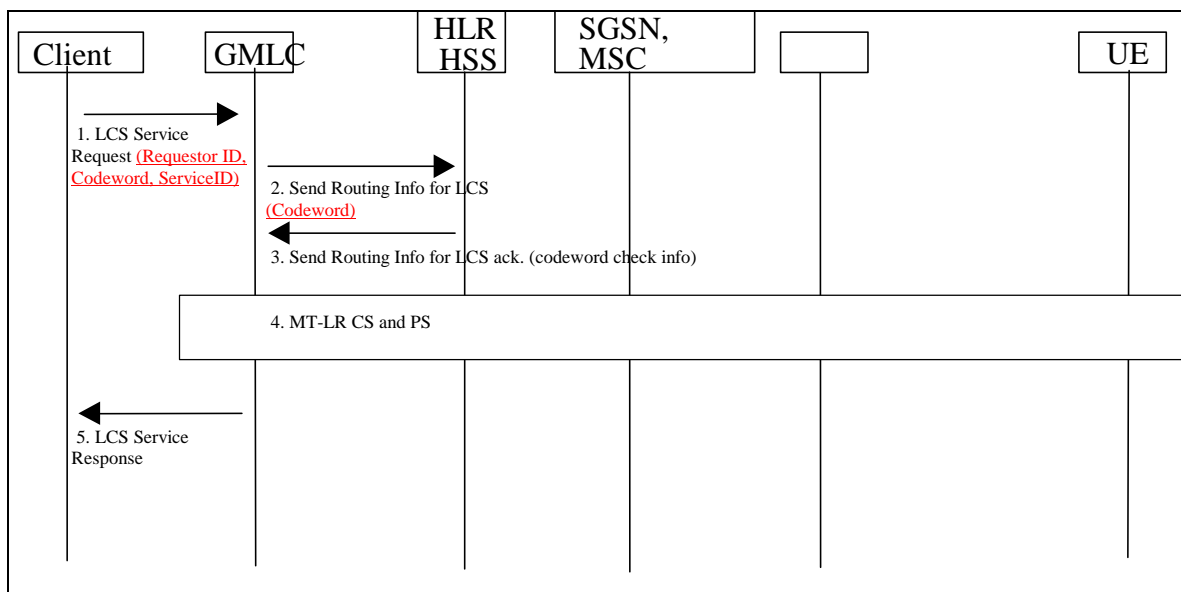 Client
GMLC
HLR
HSS
SGSN,
MSC
UE
1. LCS Service
Request (Requestor ID,
Codeword, ServiceID)
2. Send Routing Info for LCS
(Codeword)
3. Send Routing Info for LCS ack. (codeword check info)
4. MT-LR CS and PS
5. LCS Service
Response